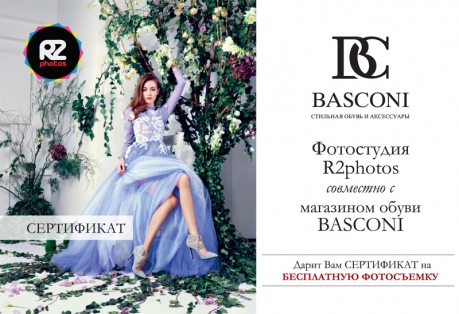 R2
photos
СЕРТИФИКАТ
BC
BASCONI
СТИЛЬНАЯ ОБУВЬ И АКСЕССУАРЫ
Фотостудия
R2photos
совместно с
магазином обуви
BASCONI
Дарит Вам СЕРТИФИКАТ на
БЕСПЛАТНУЮ ФОТОСЪЕМКУ